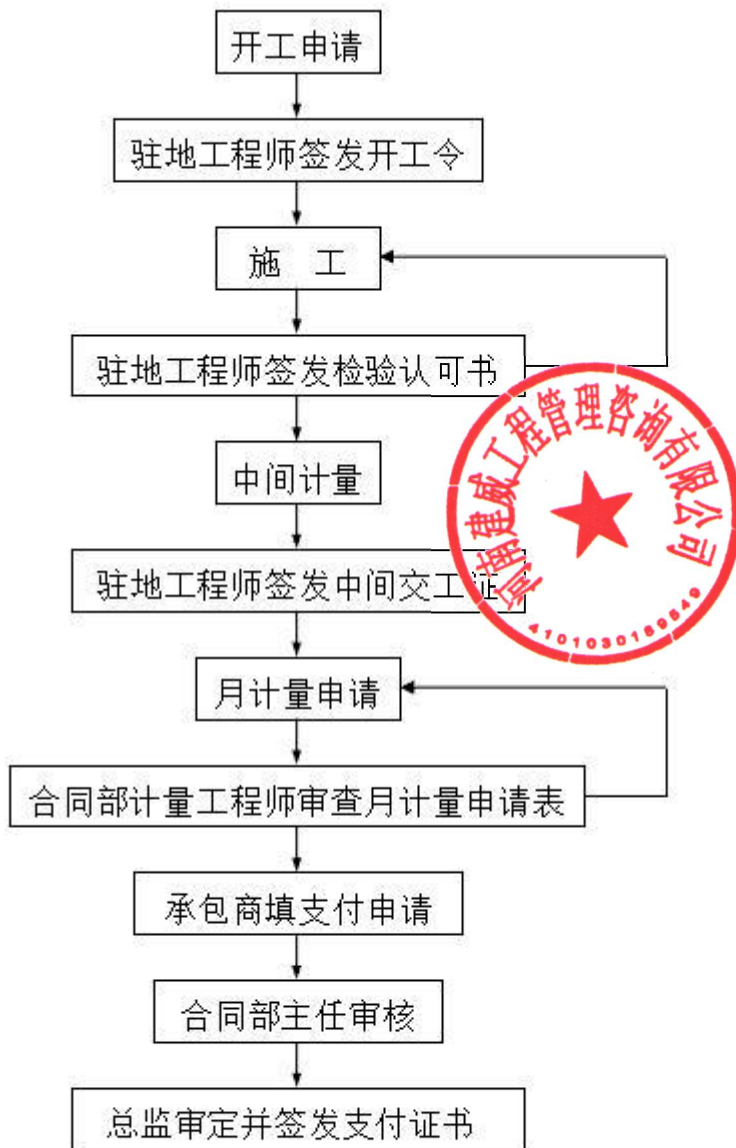 开工申请
驻地工程师签发开工令
施 工
驻地工程师签发检验认可书
中间计量
驻地工程师签发中间交工证
月计量申请
合同部计量工程师审查月计量申请表
承包商填支付申请
合同部主任审核
总监审定并签发支付证书
河南建威工程管理咨询有限公司
4101030189549